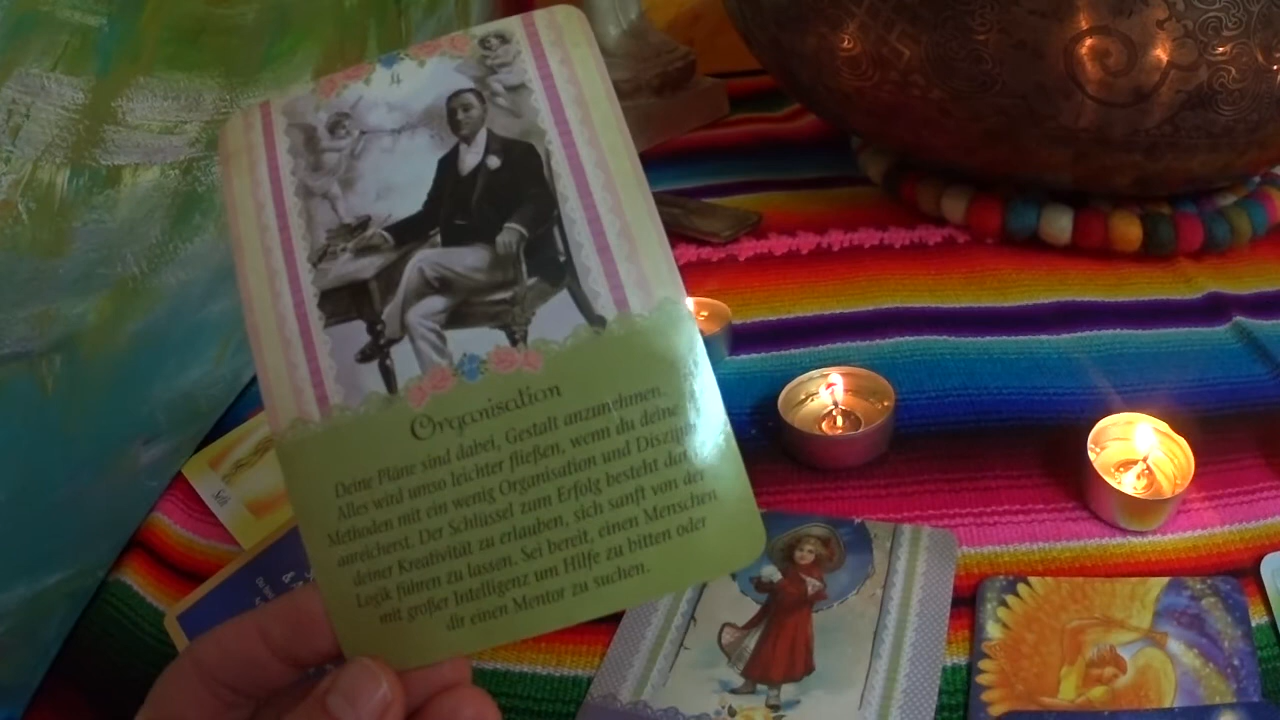 4
Organisation
Deine Pläne sind dabei, Gestalt anzunehmen.
Alles wird umso leichter fließen, wenn du deine
Methoden mit ein wenig Organisation und Disziplin
anreicherst. Der Schlüssel zum Erfolg besteht darin,
deiner Kreativität zu erlauben, sich sanft von der
Logik führen zu lassen. Sei bereit, einen Menschen
mit großer Intelligenz um Hilfe zu bitten oder
dir einen Mentor zu suchen.